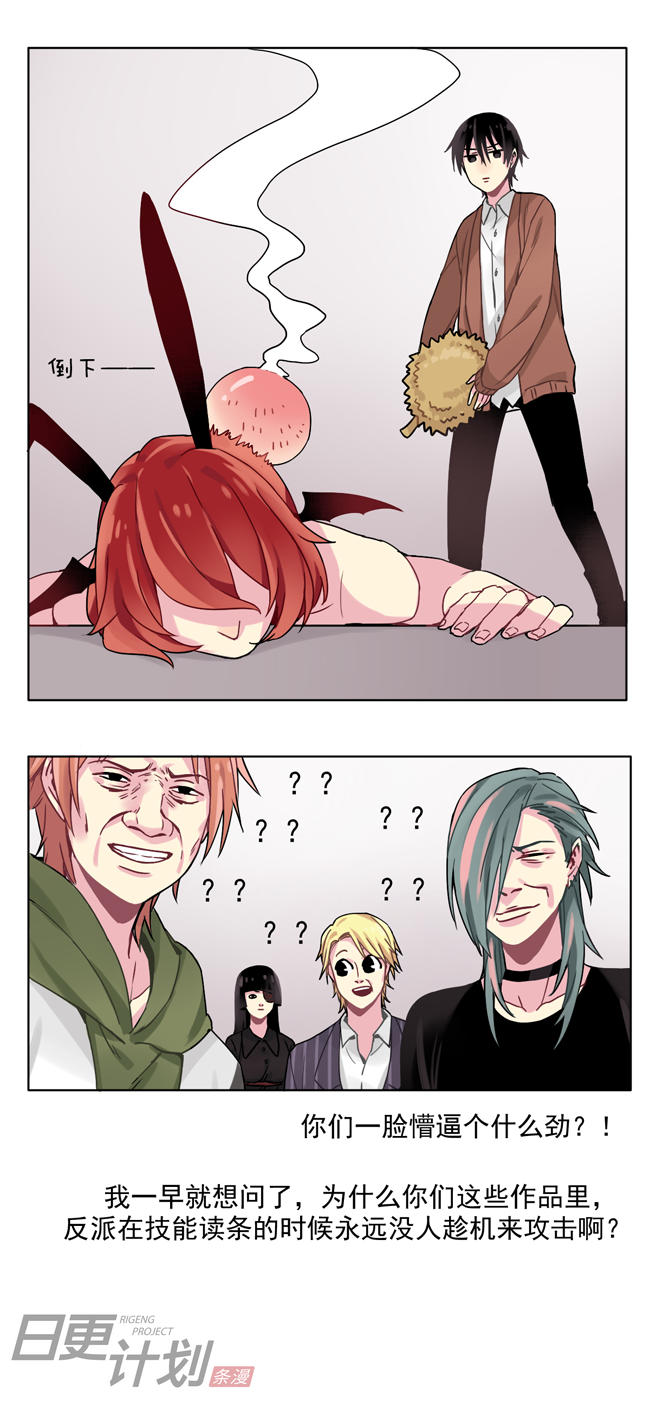 倒下——
？？
？？
？？
？？
？？
？？
你们一脸懵逼个什么劲？！
我一早就想问了，为什么你们这些作品里，
反派在技能读条的时候永远没人趁机来攻击啊？
日更计划
RIGENG
PROJECT
条漫